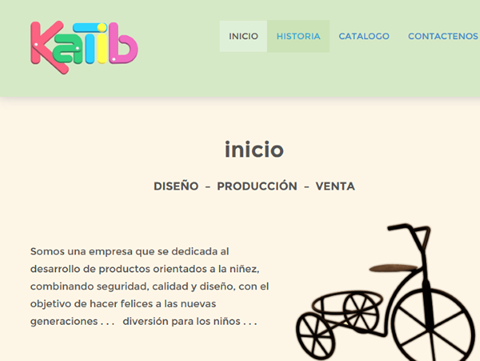 KaTib
INICIO HISTORIA CATALOGO CONTACTENOS
inicio
DISEÑO – PRODUCCIÓN – VENTA
Somos una empresa que se dedicada al
desarrollo de productos orientados a la niñez,
combinando seguridad, calidad y diseño, con el
objetivo de hacer felices a las nuevas
generaciones . . . diversión para los niños . . .